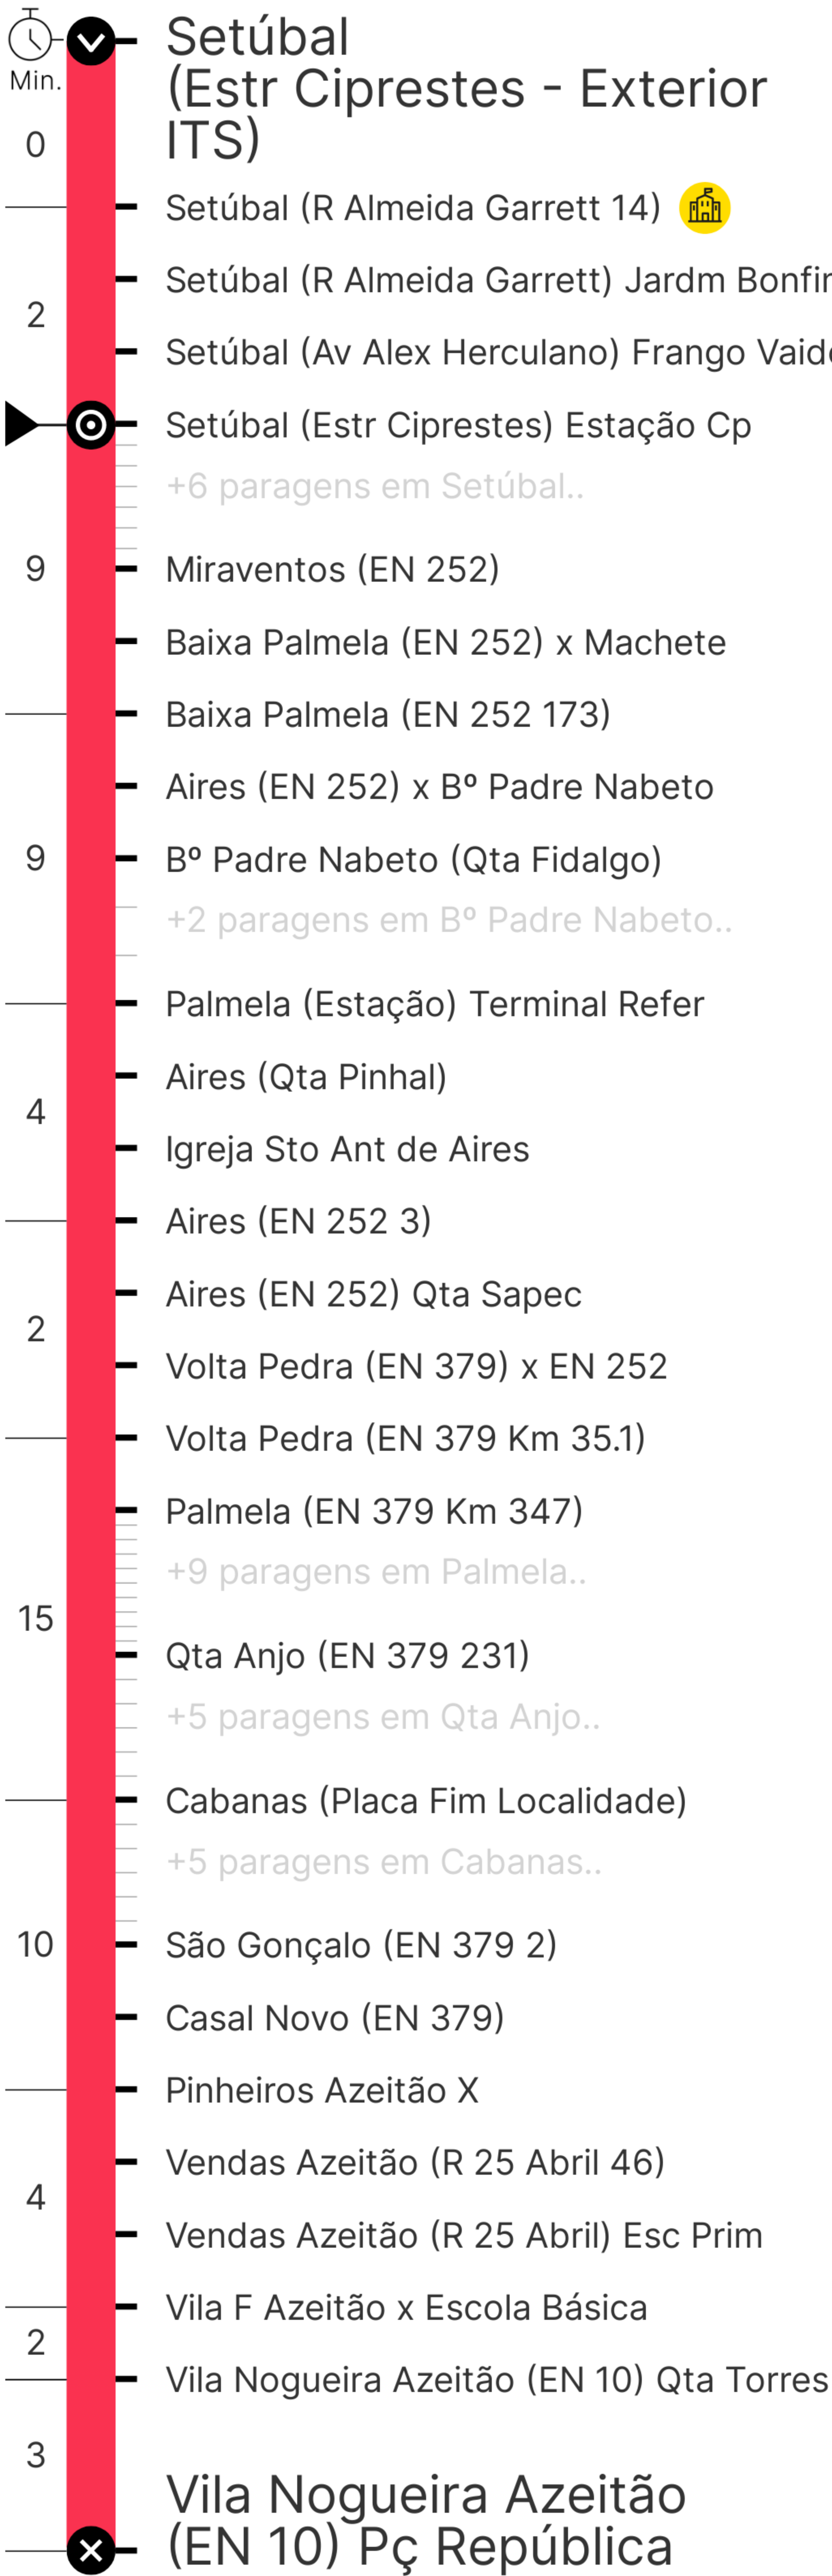 Setúbal
(Estr Ciprestes - Exterior
ITS)
Min.
0
Setúbal (R Almeida Garrett 14)
Setúbal (R Almeida Garrett) Jardm
2
Setúbal (Av Alex Herculano) Frango
Setúbal (Estr Ciprestes) Estação Cp
+6 paragens em Setúbal..
9
Miraventos (EN 252)
Baixa Palmela (EN 252) x Machete
Baixa Palmela (EN 252 173)
Aires (EN 252) x Bº Padre Nabeto
9
Bº Padre Nabeto (Qta Fidalgo)
+2 paragens em Bº Padre Nabeto..
Palmela (Estação) Terminal Refer
Aires (Qta Pinhal)
4
Igreja Sto Ant de Aires
Aires (EN 252 3)
Aires (EN 252) Qta Sapec
2
Volta Pedra (EN 379) x EN 252
Volta Pedra (EN 379 Km 35.1)
Palmela (EN 379 Km 347)
+9 paragens em Palmela..
15
Qta Anjo (EN 379 231)
+5 paragens em Qta Anjo..
Cabanas (Placa Fim Localidade)
+5 paragens em Cabanas..
10
São Gonçalo (EN 379 2)
Casal Novo (EN 379)
Pinheiros Azeitão X
Vendas Azeitão (R 25 Abril 46)
4
Vendas Azeitão (R 25 Abril) Esc Prim
Vila F Azeitão x Escola Básica
2
Vila Nogueira Azeitão (EN 10) Qta Torres
3
Vila Nogueira Azeitão
(EN 10) Pç República